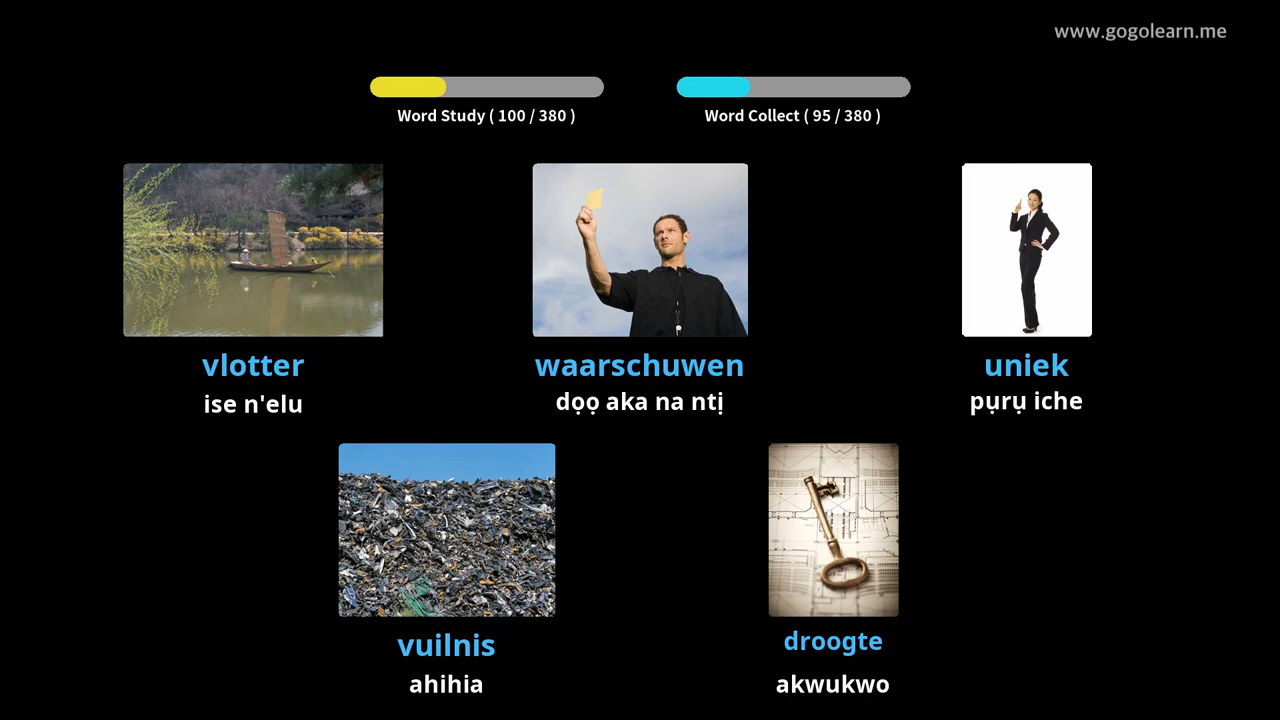 www.gogolearn.me
Word Study ( 100 / 380 )
Word Collect ( 95 / 380 )
vlotter
ise n'elu
waarschuwen
dọọ aka na ntị
uniek
pụrụ iche
vuilnis
ahihia
droogte
akwukwo